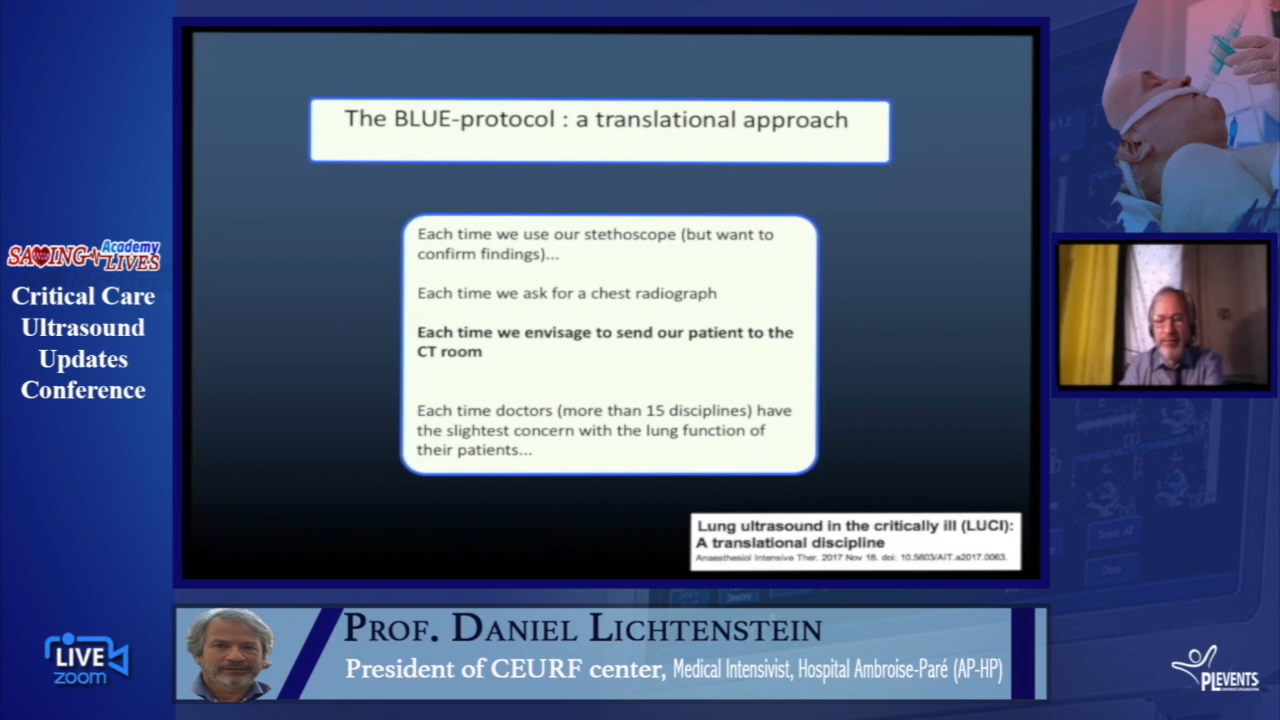 The BLUE-protocol : a translational approach
Each time we use our stethoscope (but want to
confirm findings)...
Each time we ask for a chest radiograph
Each time we envisage to send our patient to the
CT room
Each time doctors (more than 15 disciplines) have
the slightest concern with the lung function of
their patients...
Lung ultrasound in the critically ill (LUCI):
A translational discipline
Anaesthesiol Intensive Ther. 2017 Nov 18. doi: 10.5603/AIT.a2017.0063.
SAVING LIVES Academy
Critical Care
Ultrasound
Updates
Conference
LIVE
zoom
PROF. DANIEL LICHTENSTEIN
President of CEURF center, Medical Intensivist, Hospital Ambroise-Paré (AP-HP)
PLEVENTS